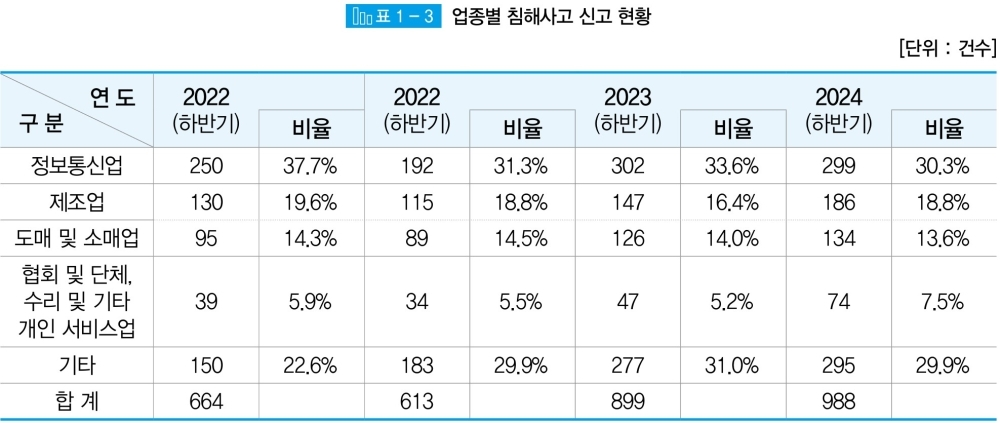 표 1 - 3 업종별 침해사고 신고 현황
[단위 : 건수]
연 도 2022 2022 2023 2024
구 분 (하반기) 비율 (하반기) 비율 (하반기) 비율 (하반기) 비율
정보통신업 250 37.7% 192 31.3% 302 33.6% 299 30.3%
제조업 130 19.6% 115 18.8% 147 16.4% 186 18.8%
도매 및 소매업 95 14.3% 89 14.5% 126 14.0% 134 13.6%
협회 및 단체,
수리 및 기타 39 5.9% 34 5.5% 47 5.2% 74 7.5%
개인 서비스업
기타 150 22.6% 183 29.9% 277 31.0% 295 29.9%
합 계 664 613 899 988